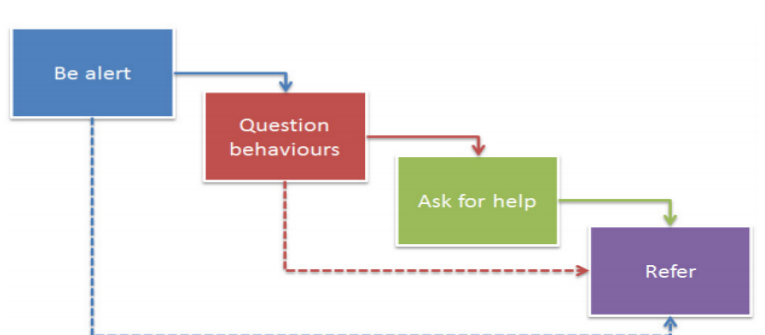 Be alert
Question
behaviours
Ask for help
Refer